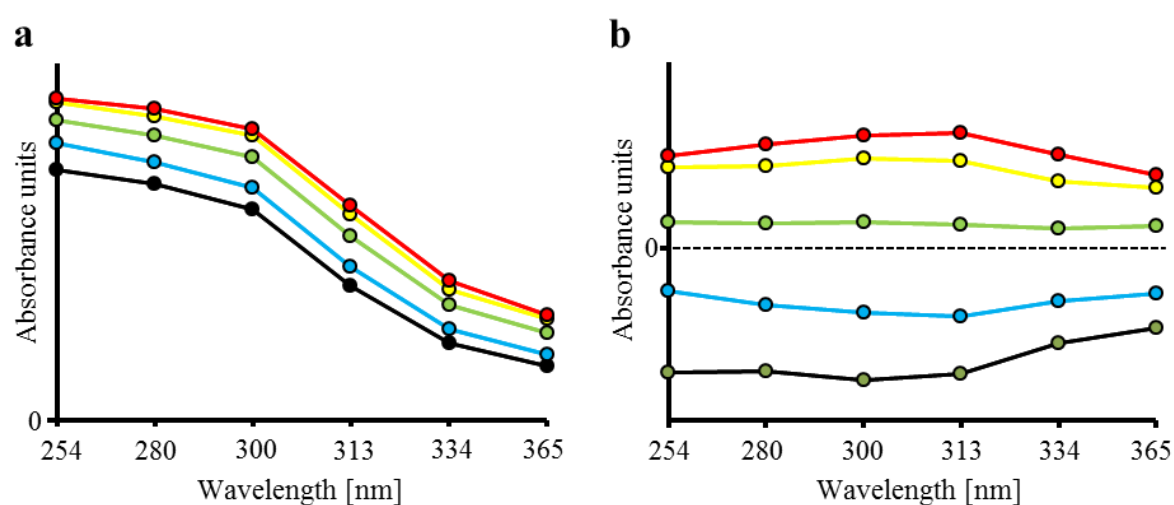 a
Absorbance units
0
254 280 300 313 334 365
Wavelength [nm]
b
Absorbance units
0
254 280 300 313 334 365
Wavelength [nm]